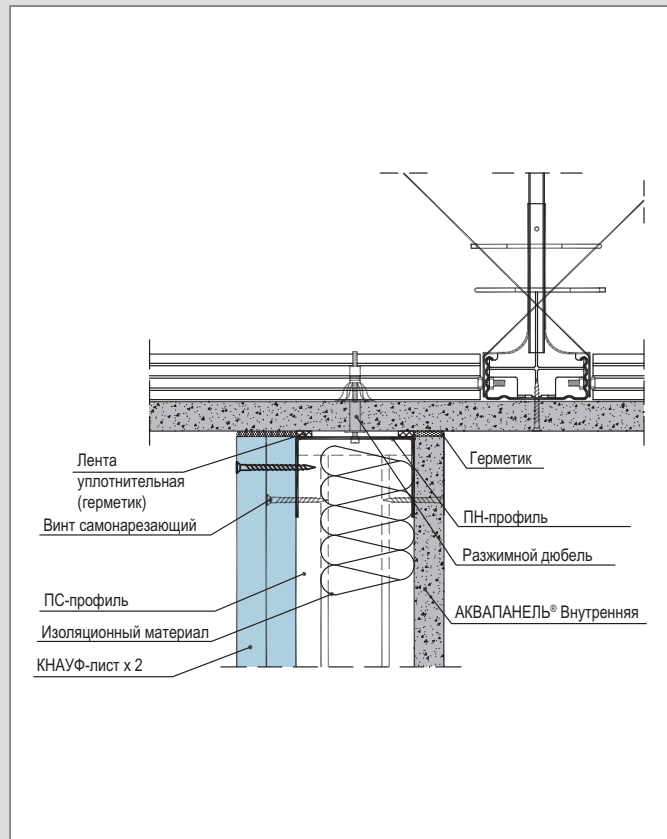 Лента
уплотнительная
(герметик)
Винт самонарезающий
ПС-профиль
Изоляционный материал
КНАУФ-лист х 2
Герметик
ПН-профиль
Разжимной дюбель
АКВАПАНЕЛЬ® Внутренняя